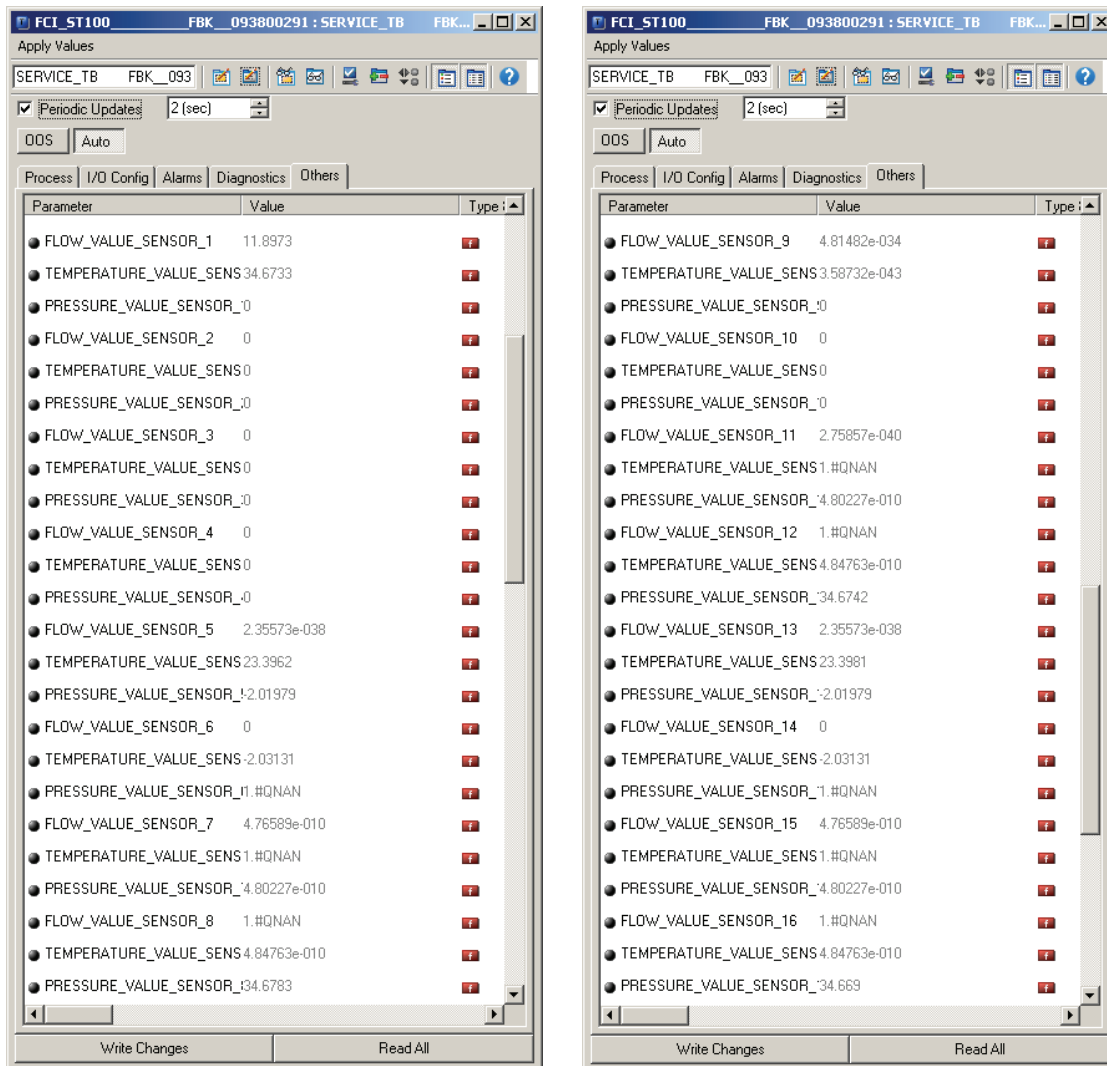 FCI_ST100________FBK__093800291 : SERVICE_TB FBK...
Apply Values
SERVICE_TB FBK__093
Periodic Updates 2 (sec)
OOS Auto
Process I/O Config Alarms Diagnostics Others
Parameter Value Type
FLOW_VALUE_SENSOR_1 11.8973
TEMPERATURE_VALUE_SENS 34.6733
PRESSURE_VALUE_SENSOR_ 0
FLOW_VALUE_SENSOR_2 0
TEMPERATURE_VALUE_SENS 0
PRESSURE_VALUE_SENSOR_ 0
FLOW_VALUE_SENSOR_3 0
TEMPERATURE_VALUE_SENS 0
PRESSURE_VALUE_SENSOR_ 0
FLOW_VALUE_SENSOR_4 0
TEMPERATURE_VALUE_SENS 0
PRESSURE_VALUE_SENSOR_ 0
FLOW_VALUE_SENSOR_5 2.35573e-038
TEMPERATURE_VALUE_SENS 23.3962
PRESSURE_VALUE_SENSOR_ -2.01979
FLOW_VALUE_SENSOR_6 0
TEMPERATURE_VALUE_SENS -2.03131
PRESSURE_VALUE_SENSOR_ 1.#QNAN
FLOW_VALUE_SENSOR_7 4.76589e-010
TEMPERATURE_VALUE_SENS 1.#QNAN
PRESSURE_VALUE_SENSOR_ 4.80227e-010
FLOW_VALUE_SENSOR_8 1.#QNAN
TEMPERATURE_VALUE_SENS 4.84763e-010
PRESSURE_VALUE_SENSOR_ 34.6783
Write Changes Read All
FCI_ST100________FBK__093800291 : SERVICE_TB FBK...
Apply Values
SERVICE_TB FBK__093
Periodic Updates 2 (sec)
OOS Auto
Process I/O Config Alarms Diagnostics Others
Parameter Value Type
FLOW_VALUE_SENSOR_9 4.81482e-034
TEMPERATURE_VALUE_SENS 3.58732e-043
PRESSURE_VALUE_SENSOR_ 0
FLOW_VALUE_SENSOR_10 0
TEMPERATURE_VALUE_SENS 0
PRESSURE_VALUE_SENSOR_ 0
FLOW_VALUE_SENSOR_11 2.75857e-040
TEMPERATURE_VALUE_SENS 1.#QNAN
PRESSURE_VALUE_SENSOR_ 4.80227e-010
FLOW_VALUE_SENSOR_12 1.#QNAN
TEMPERATURE_VALUE_SENS 4.84763e-010
PRESSURE_VALUE_SENSOR_ 34.6742
FLOW_VALUE_SENSOR_13 2.35573e-038
TEMPERATURE_VALUE_SENS 23.3981
PRESSURE_VALUE_SENSOR_ -2.01979
FLOW_VALUE_SENSOR_14 0
TEMPERATURE_VALUE_SENS -2.03131
PRESSURE_VALUE_SENSOR_ 1.#QNAN
FLOW_VALUE_SENSOR_15 4.76589e-010
TEMPERATURE_VALUE_SENS 1.#QNAN
PRESSURE_VALUE_SENSOR_ 4.80227e-010
FLOW_VALUE_SENSOR_16 1.#QNAN
TEMPERATURE_VALUE_SENS 4.84763e-010
PRESSURE_VALUE_SENSOR_ 34.669
Write Changes Read All